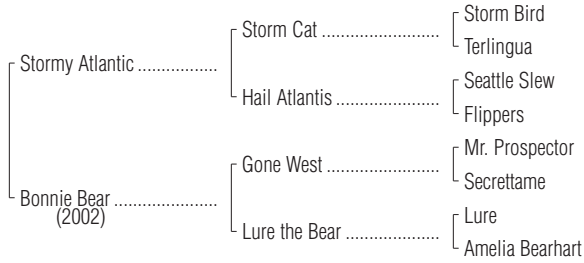 Storm Bird
Storm Cat ........................
Terlingua
Stormy Atlantic ................
Seattle Slew
Hail Atlantis .....................
Flippers
Mr. Prospector
Gone West .......................
Secrettame
Bonnie Bear .....................
(2002)
Lure
Lure the Bear ...................
Amelia Bearhart